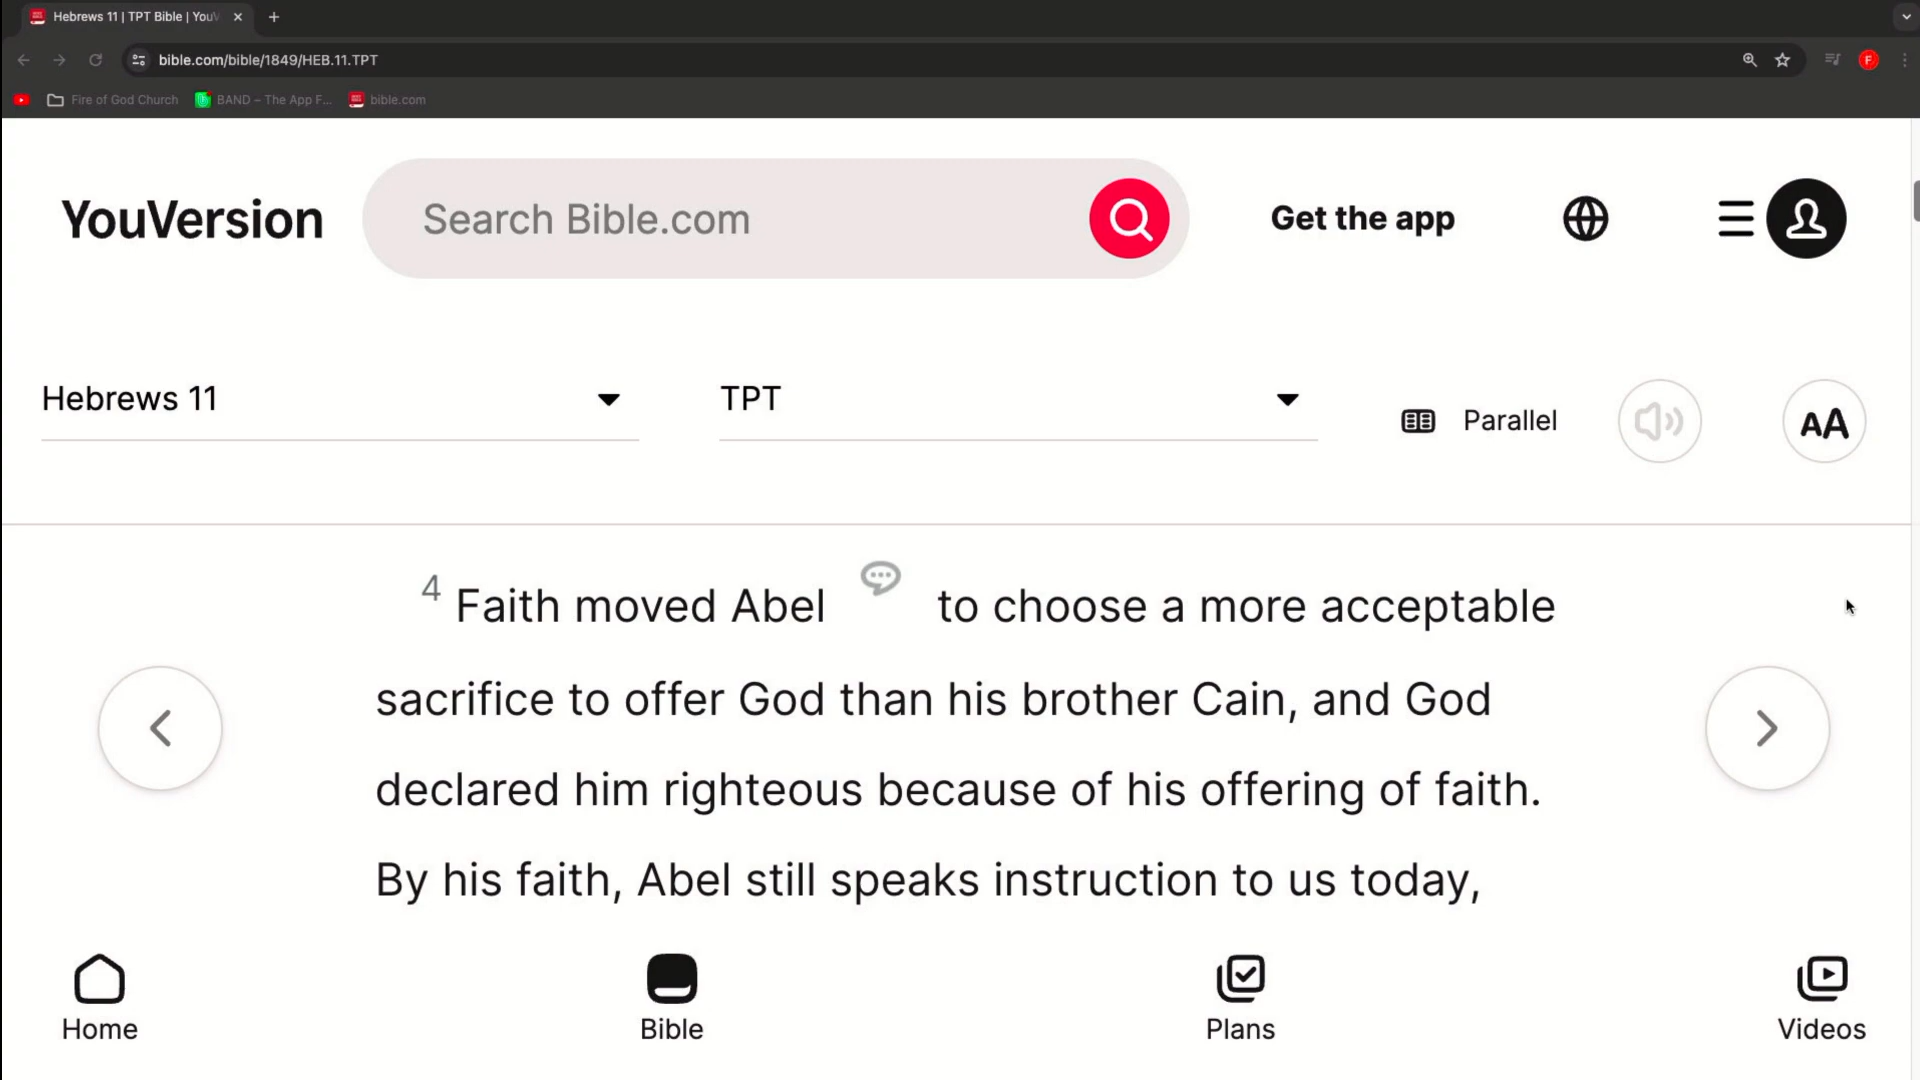 Hebrews 11 | TPT Bible | YouV
bible.com/bible/1849/HEB.11.TPT
F
Fire of God Church
BAND – The App F...
bible.com
YouVersion
Search Bible.com
Get the app
Hebrews 11
TPT
Parallel
AA
4 Faith moved Abel to choose a more acceptable
sacrifice to offer God than his brother Cain, and God
declared him righteous because of his offering of faith.
By his faith, Abel still speaks instruction to us today,
Home
Bible
Plans
Videos